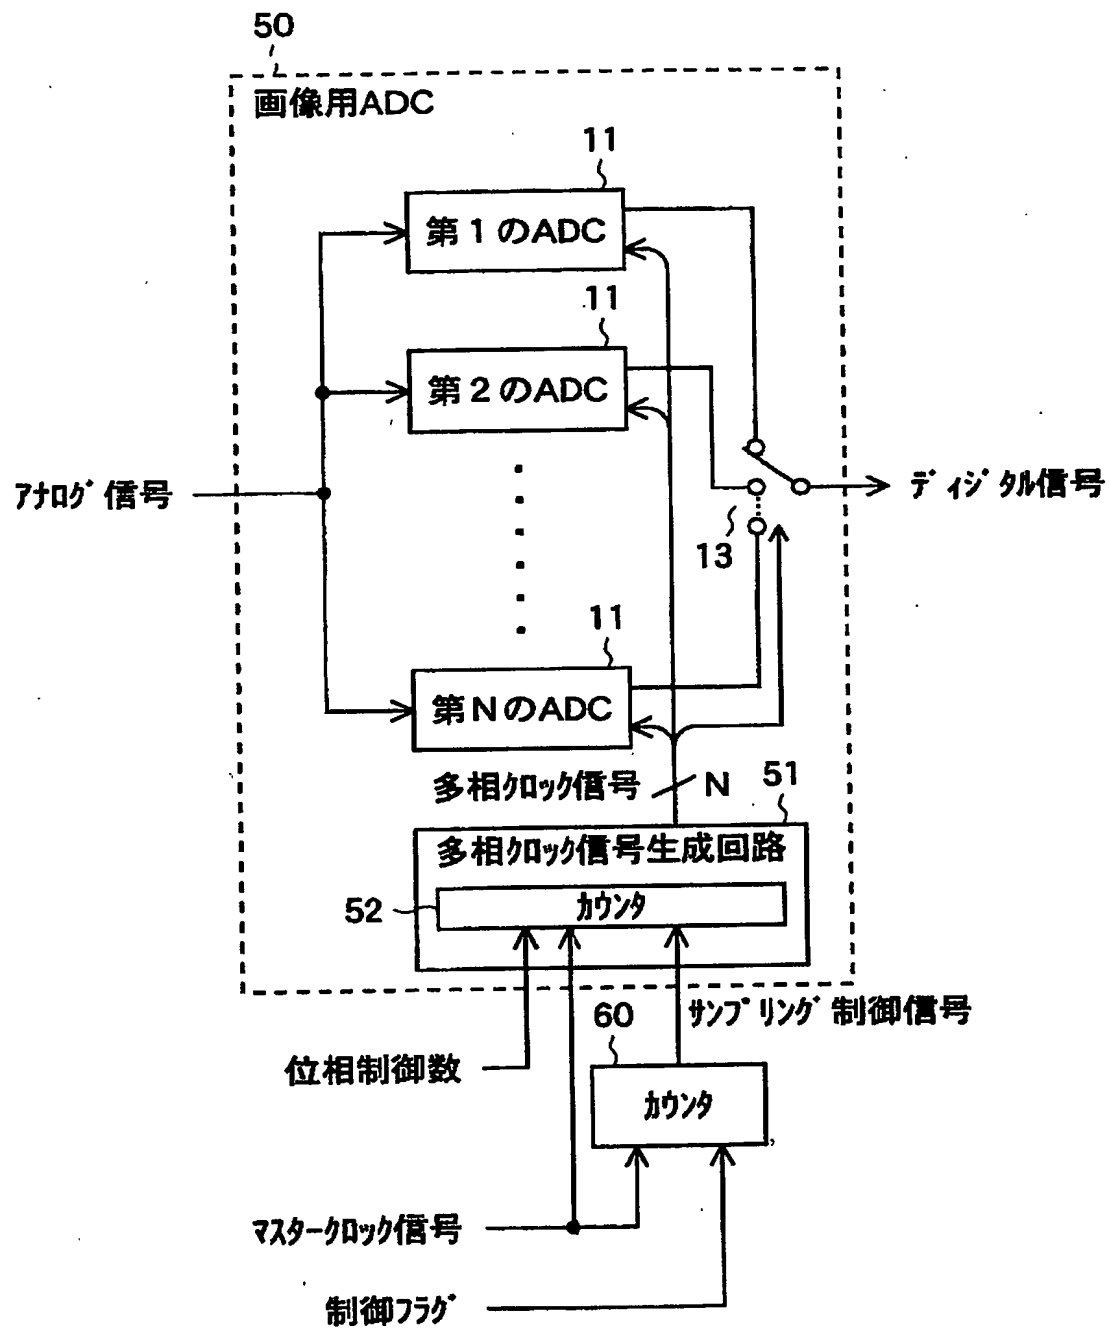 50
画像用ADC
11
第1のADC
11
第2のADC
アナログ信号
ディジタル信号
13
11
第NのADC
多相クロック信号
N
51
多相クロック信号生成回路
52
カウンタ
サンプリング制御信号
60
位相制御数
カウンタ
マスタークロック信号
制御フラグ